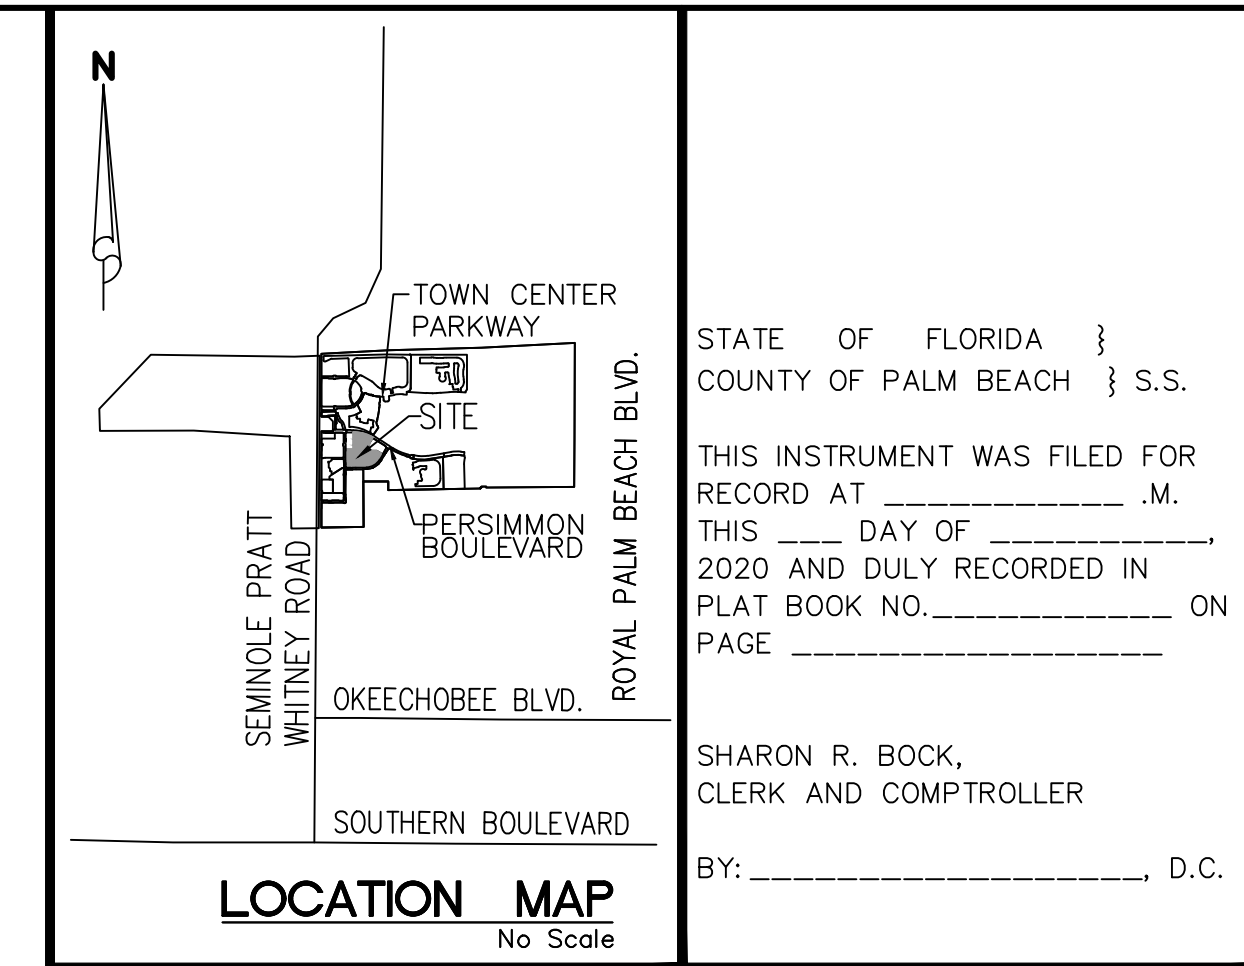 N
TOWN CENTER
PARKWAY
SITE
PERSIMMON
BOULEVARD
SEMINOLE PRATT
WHITNEY ROAD
ROYAL PALM BEACH BLVD.
OKEECHOBEE BLVD.
SOUTHERN BOULEVARD
LOCATION MAP
No Scale
STATE OF FLORIDA }
COUNTY OF PALM BEACH } S.S.
THIS INSTRUMENT WAS FILED FOR
RECORD AT ____________ .M.
THIS ___ DAY OF ___________,
2020 AND DULY RECORDED IN
PLAT BOOK NO.____________ ON
PAGE __________________
SHARON R. BOCK,
CLERK AND COMPTROLLER
BY: ___________________, D.C.